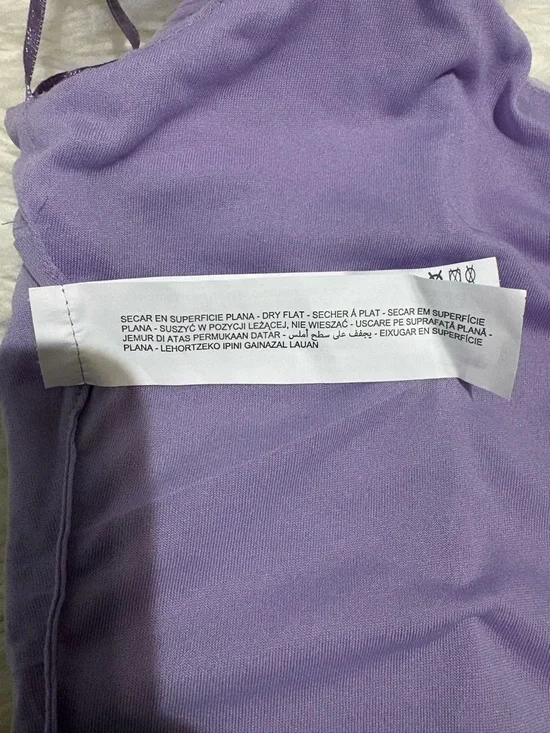 SECAR EN SUPERFICIE PLANA - DRY FLAT - SECHER Á PLAT - SECAR EM SUPERFÍCIE
PLANA - SUSZYĆ W POZYCJI LEŻĄCEJ, NIE WIESZAĆ - USCARE PE SUPRAFAŢĂ PLANĂ -
JEMUR DI ATAS PERMUKAAN DATAR - يجفف على سطح أملس - EIXUGAR EN SUPERFÍCIE
PLANA - LEHORTZEKO IPINI GAINAZAL LAUAN